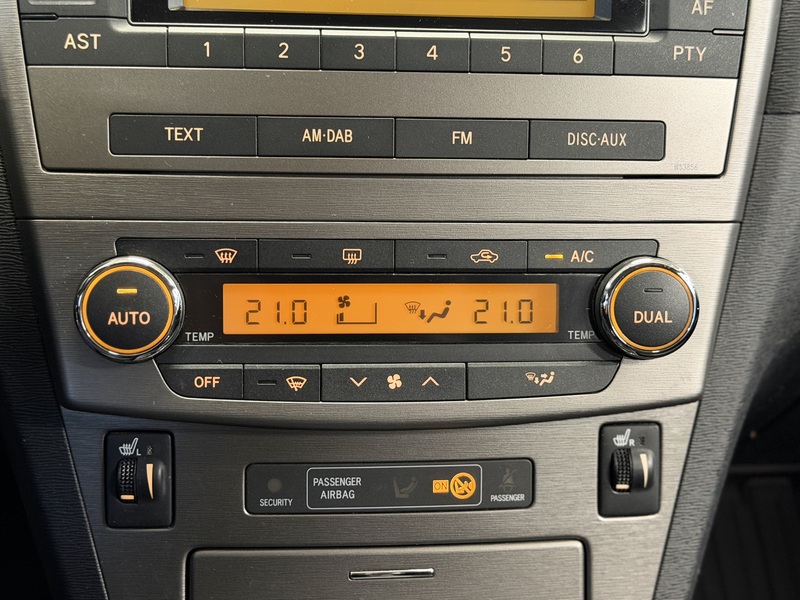 AF
AST 1 2 3 4 5 6 PTY
TEXT AM·DAB FM DISC·AUX
A/C
AUTO 21.0 21.0 DUAL
TEMP TEMP
OFF
L R
PASSENGER
AIRBAG
ON
SECURITY PASSENGER